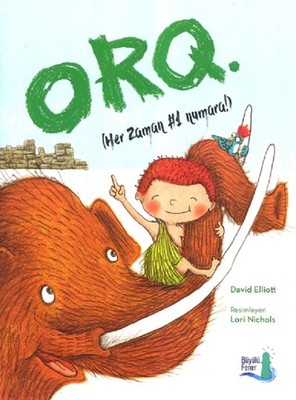 ORQ.
(Her Zaman #1 numara!)
David Elliott
Resimleyen
Lori Nichols
Büyülü
Fener